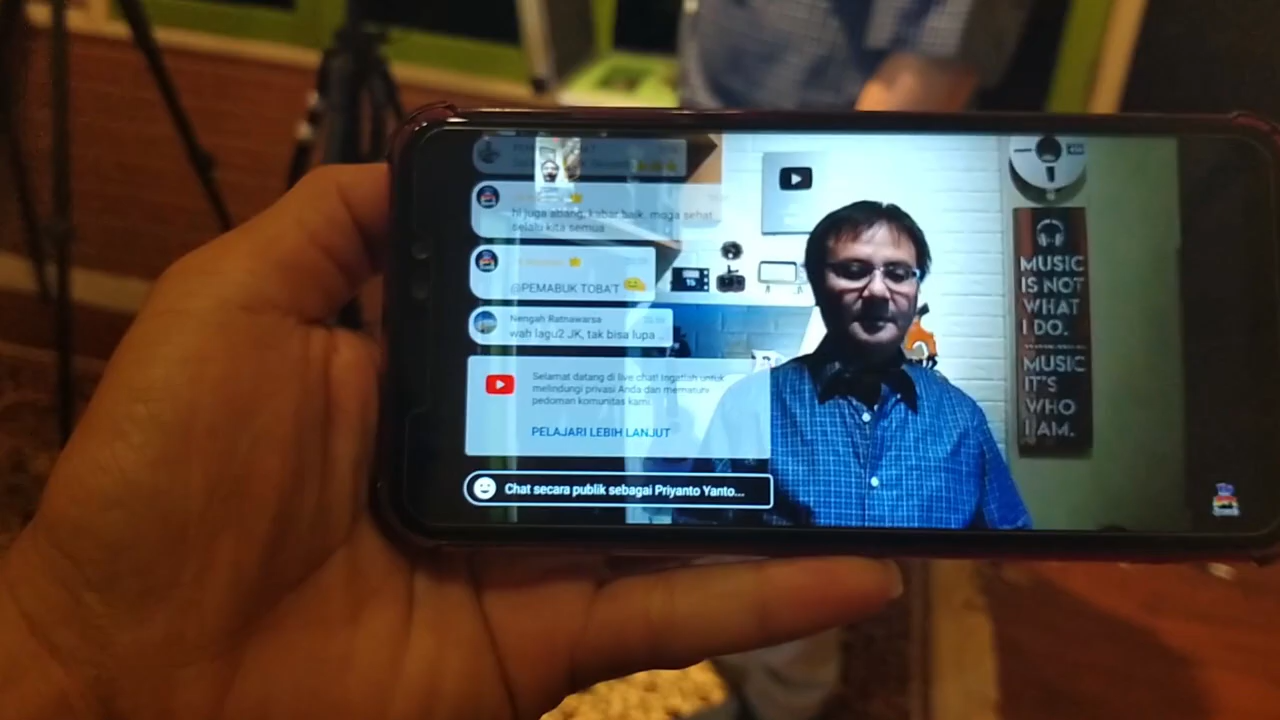 hi juga abang, kabar baik, moga sehat
selalu kita semua
@PEMABUK TOBA'T
Nengah Ratnawarsa
wah lagu2 JK, tak bisa lupa ..
Selamat datang di live chat! Ingatlah untuk
melindungi privasi Anda dan mematuhi
pedoman komunitas kami.
PELAJARI LEBIH LANJUT
Chat secara publik sebagai Priyanto Yanto...
MUSIC
IS NOT
WHAT
I DO.
MUSIC
IT'S
WHO
I AM.